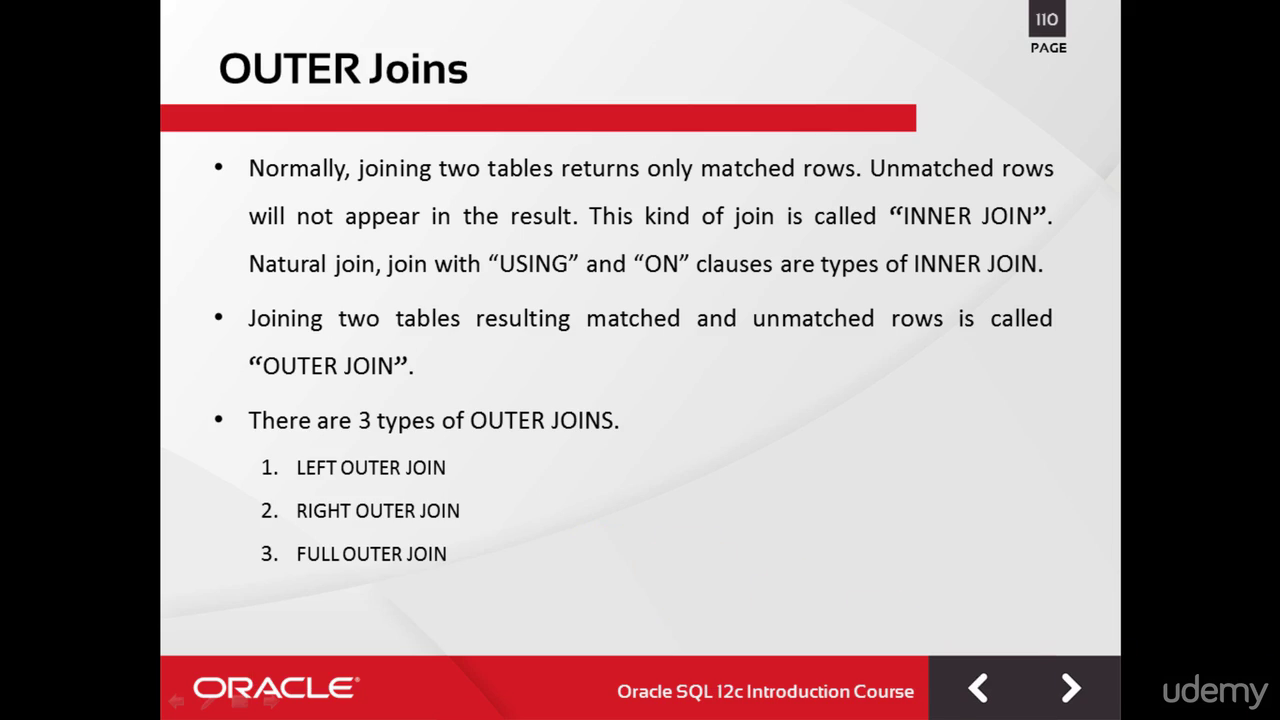 110
PAGE
OUTER Joins
• Normally, joining two tables returns only matched rows. Unmatched rows
will not appear in the result. This kind of join is called “INNER JOIN”.
Natural join, join with “USING” and “ON” clauses are types of INNER JOIN.
• Joining two tables resulting matched and unmatched rows is called
“OUTER JOIN”.
• There are 3 types of OUTER JOINS.
1. LEFT OUTER JOIN
2. RIGHT OUTER JOIN
3. FULL OUTER JOIN
ORACLE®
Oracle SQL 12c Introduction Course
udemy